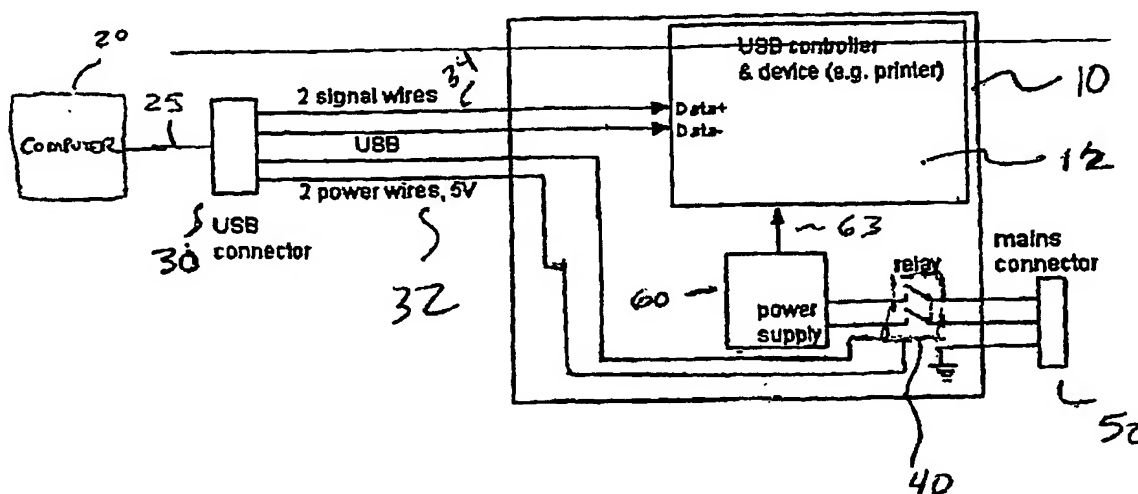 20
COMPUTER
25
30
USB
connector
2 signal wires
34
USB
2 power wires, 5V
32
USB controller
& device (e.g. printer)
Data+
Data-
10
12
63
60
power
supply
relay
mains
connector
40